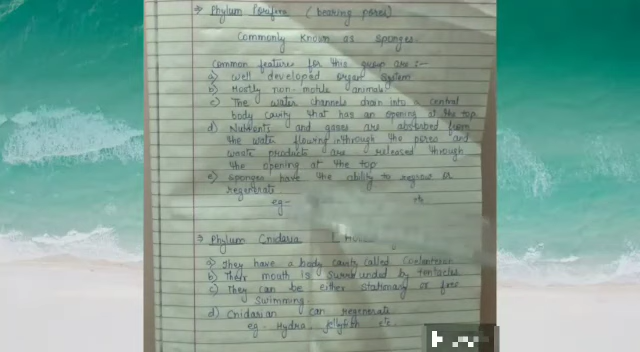 ⇒ Phylum Porifera (bearing pores)
Commonly known as sponges.
Common features for this group are :-
a) Well developed organ system
b) Mostly non-motile animals
c) The water channels drain into a central
body cavity that has an opening at the top
d) Nutrients and gases are absorbed from
the water flowing through the pores and
waste products are released through
the opening at the top
e) Sponges have the ability to regrow or
regenerate
eg-
⇒ Phylum Cnidaria
a) They have a body cavity called Coelenteron
b) Their mouth is surrounded by tentacles
c) They can be either stationary or free
Swimming
d) Cnidarian can regenerate
eg. Hydra, jellyfish etc.